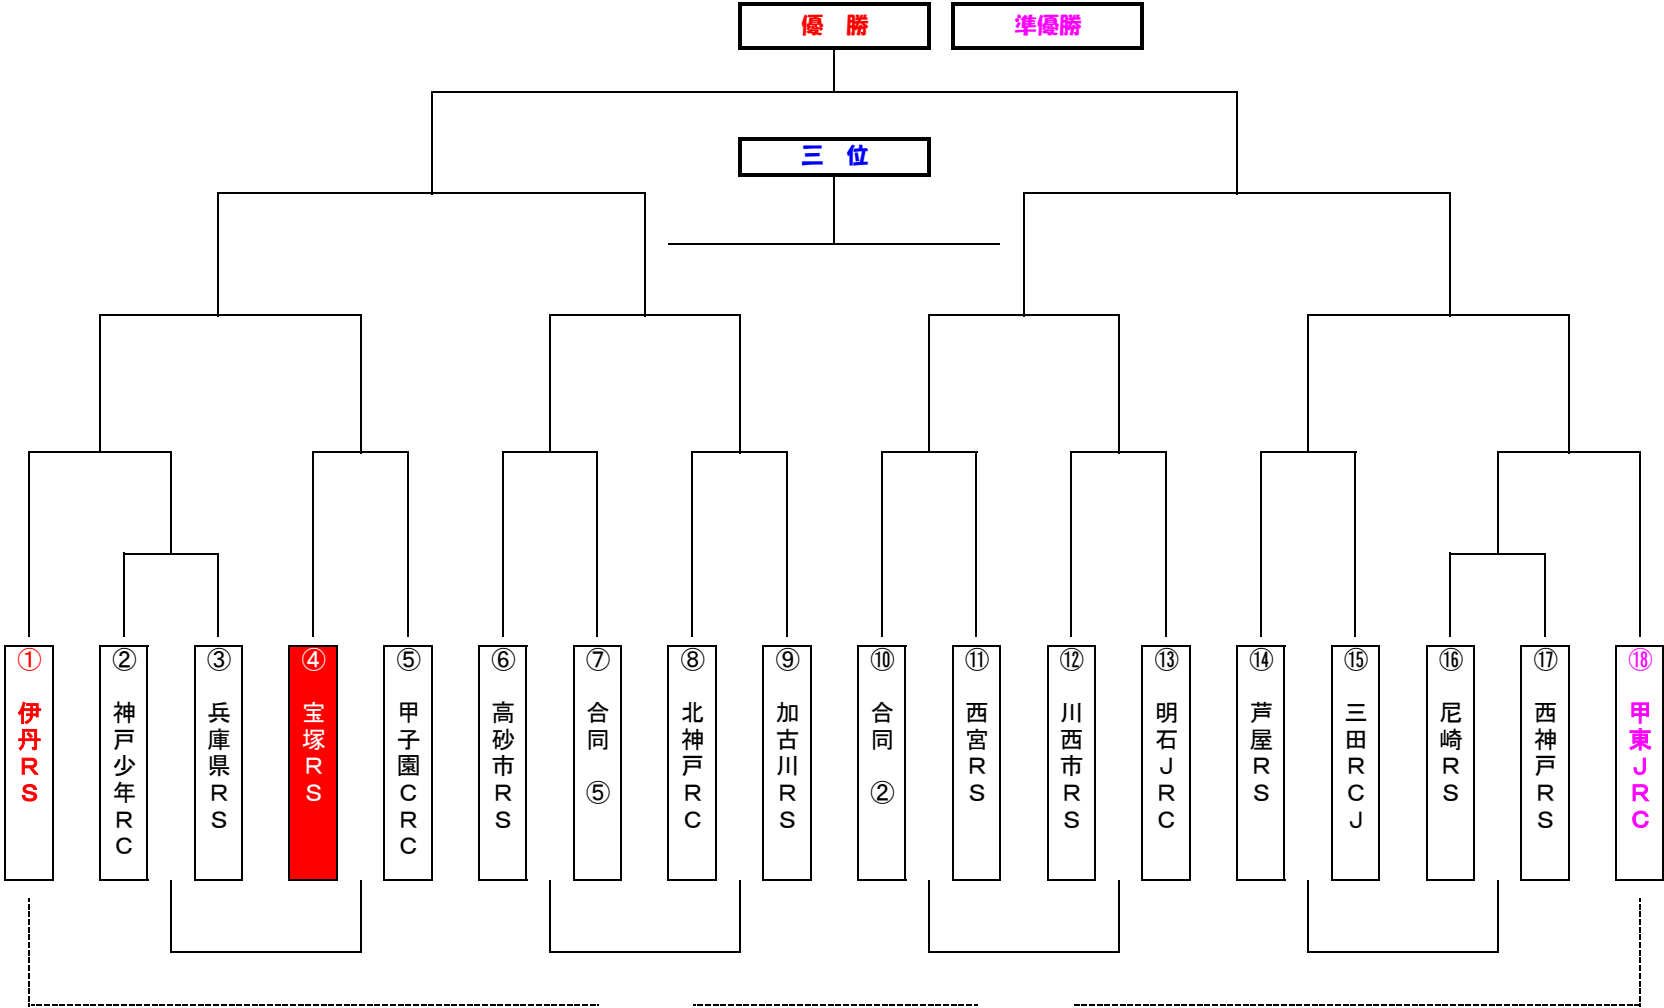 優　勝
準優勝
三　位
① 伊丹ＲＳ
② 神戸少年ＲＣ
③ 兵庫県ＲＳ
④ 宝塚ＲＳ
⑤ 甲子園ＣＲＣ
⑥ 高砂市ＲＳ
⑦ 合同 ⑤
⑧ 北神戸ＲＣ
⑨ 加古川ＲＳ
⑩ 合同 ②
⑪ 西宮ＲＳ
⑫ 川西市ＲＳ
⑬ 明石ＪＲＣ
⑭ 芦屋ＲＳ
⑮ 三田ＲＣＪ
⑯ 尼崎ＲＳ
⑰ 西神戸ＲＳ
⑱ 甲東ＪＲＣ